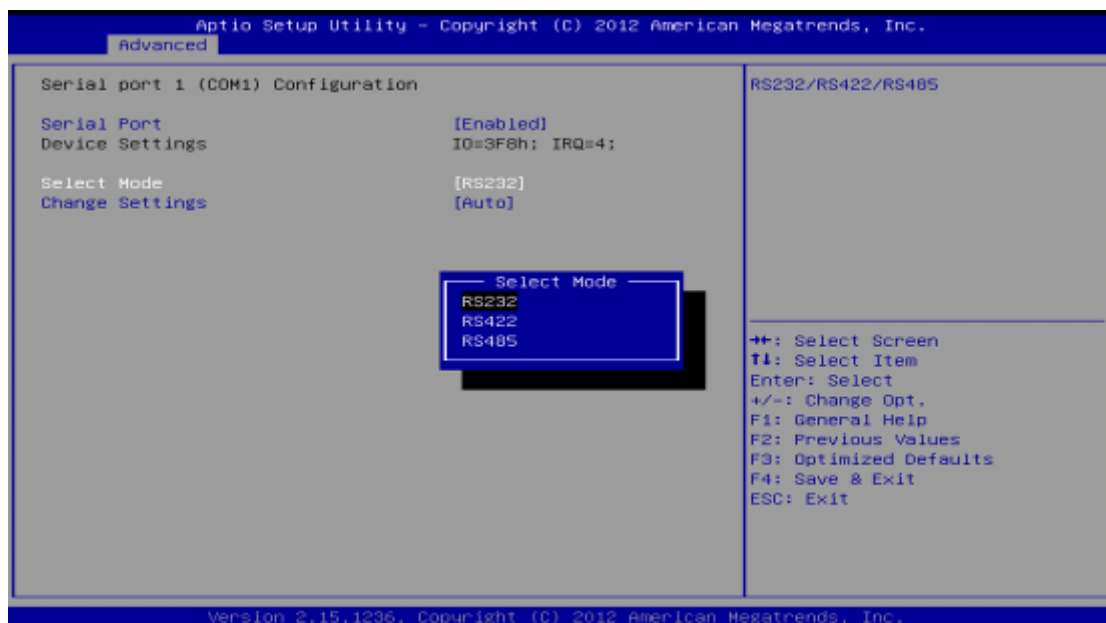 Aptio Setup Utility - Copyright (C) 2012 American Megatrends, Inc.
Advanced
Serial port 1 (COM1) Configuration
Serial Port [Enabled]
Device Settings IO=3F8h; IRQ=4;
Select Mode [RS232]
Change Settings [Auto]
Select Mode
RS232
RS422
RS485
RS232/RS422/RS485
→←: Select Screen
↑↓: Select Item
Enter: Select
+/-: Change Opt.
F1: General Help
F2: Previous Values
F3: Optimized Defaults
F4: Save & Exit
ESC: Exit
Version 2.15.1236. Copyright (C) 2012 American Megatrends, Inc.